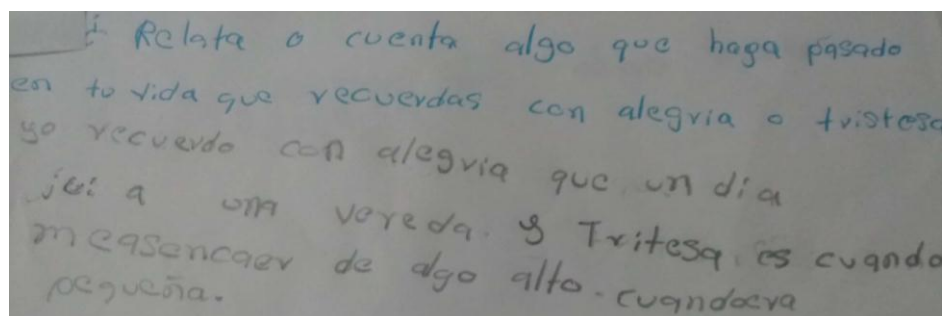 Relata o cuenta algo que haga pasado
en tu vida que recuerdas con alegria o tristesa
yo recuerdo con alegria que un dia
jui a una vereda. y Tritesa es cuando
measencaer de algo alto. cuandoera
pequeña.